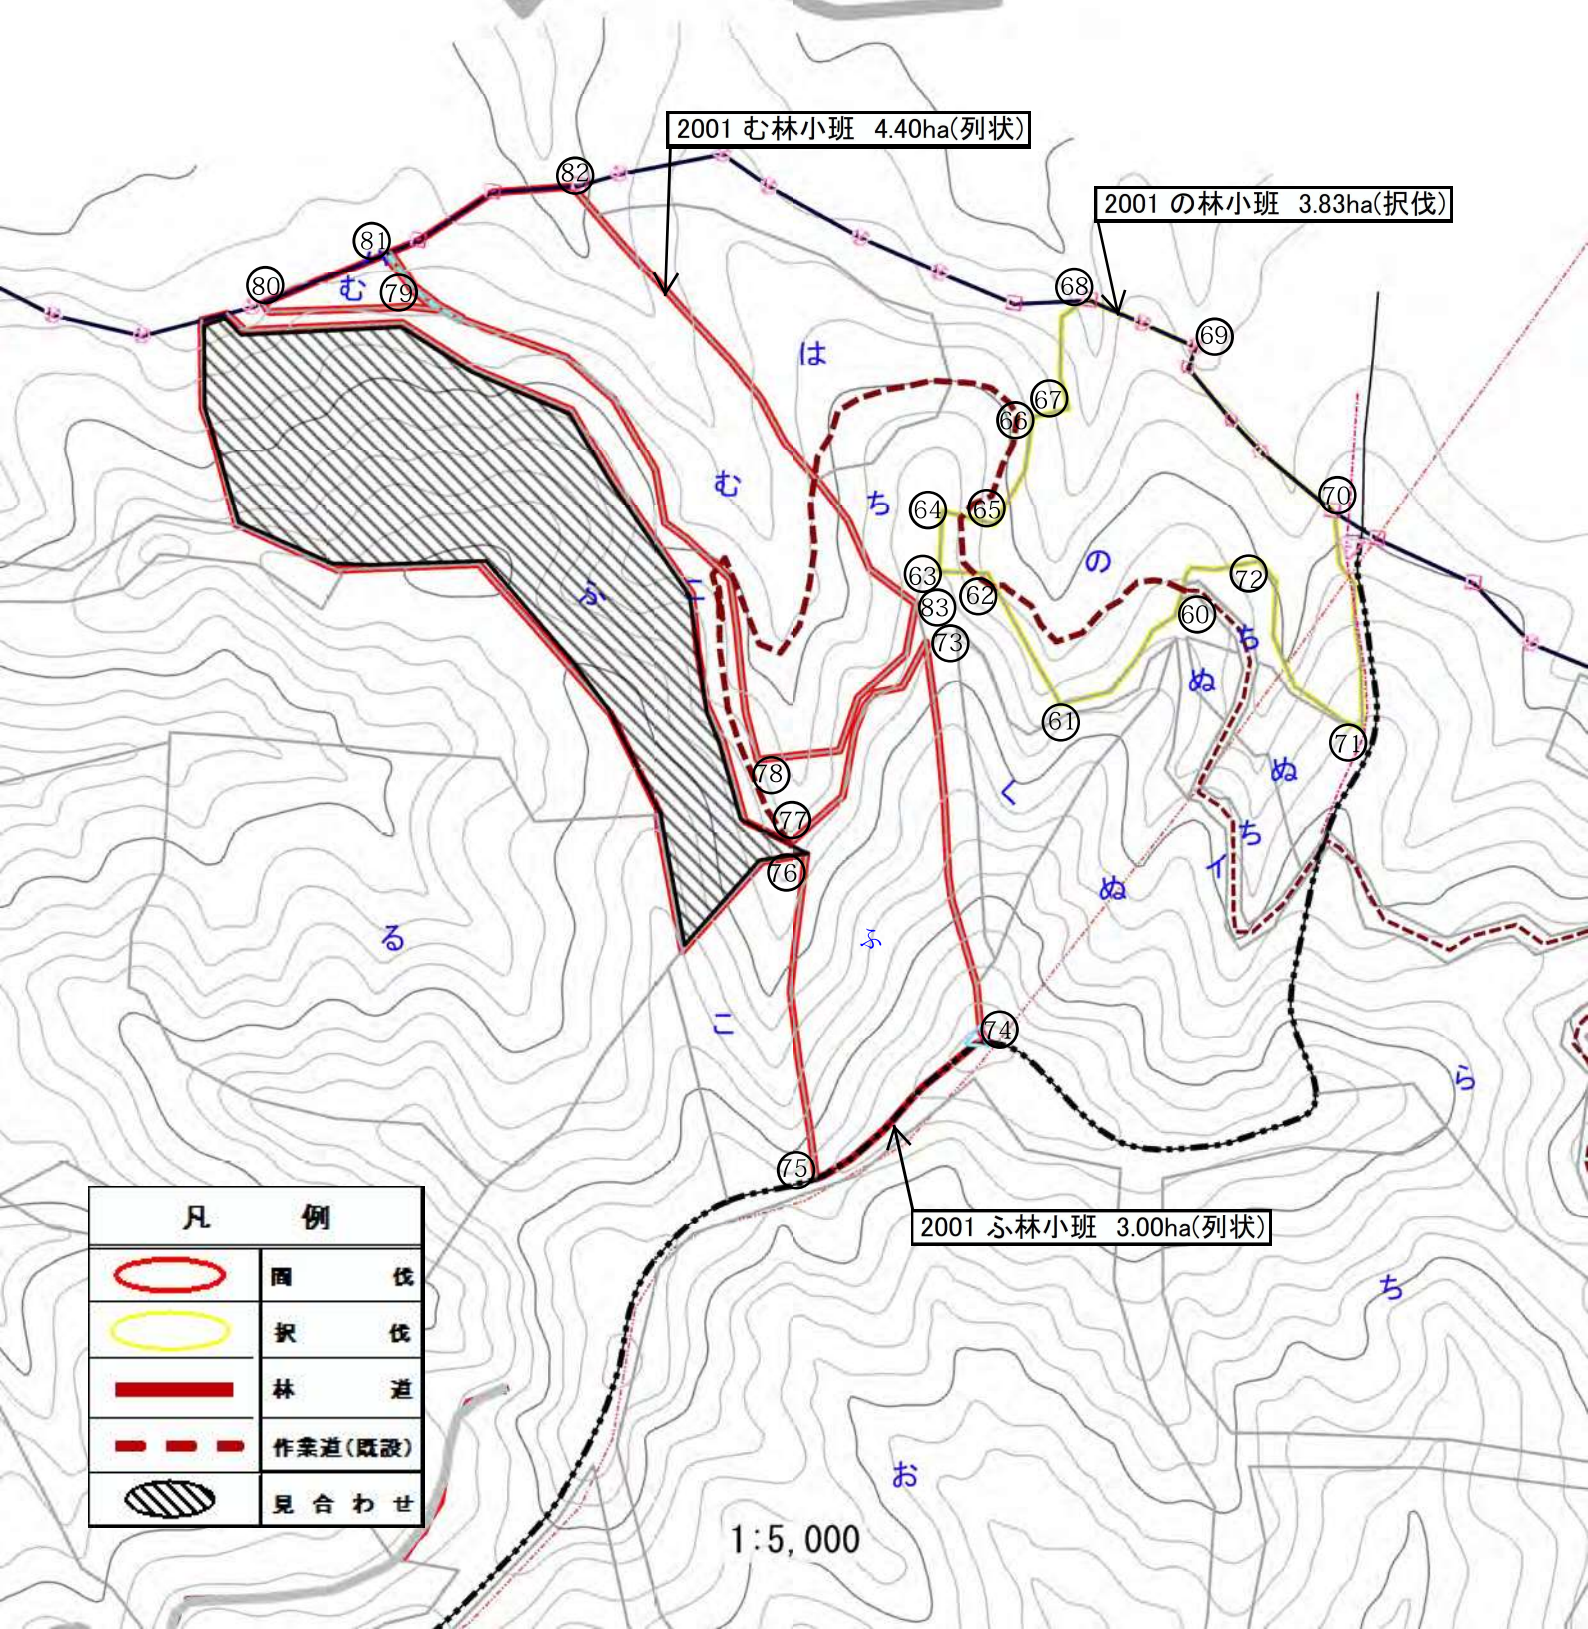 2001 む林小班 4.40ha(列状)
82
2001 の林小班 3.83ha(択伐)
81
80
む
79
68
69
は
67
66
む
ち
64
65
70
63
の
72
ふ
こ
62
83
60
73
ち
ぬ
61
71
78
く
ぬ
77
ち
イ
76
ぬ
る
ふ
こ
74
ら
75
2001 ふ林小班 3.00ha(列状)
凡 例
間 伐
択 伐
林 道
作業道(既設)
見 合 わ せ
ち
お
1:5,000